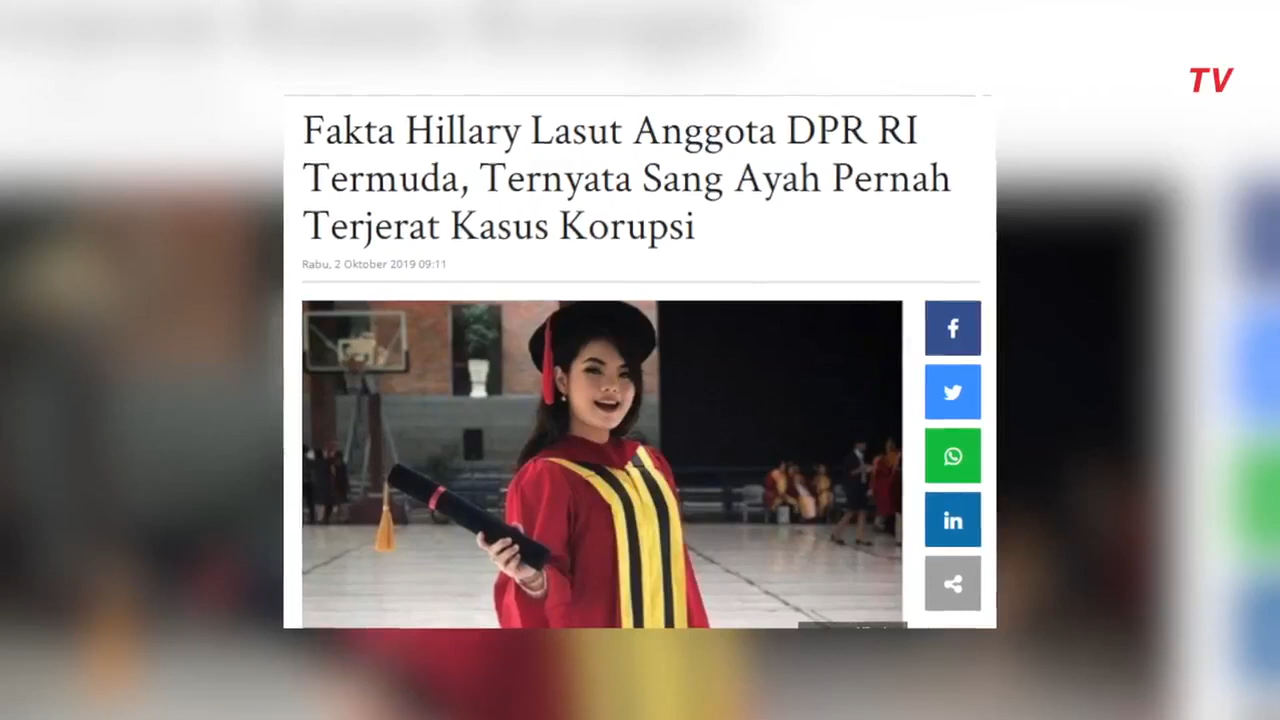 TV
Fakta Hillary Lasut Anggota DPR RI
Termuda, Ternyata Sang Ayah Pernah
Terjerat Kasus Korupsi
Rabu, 2 Oktober 2019 09:11
f
in